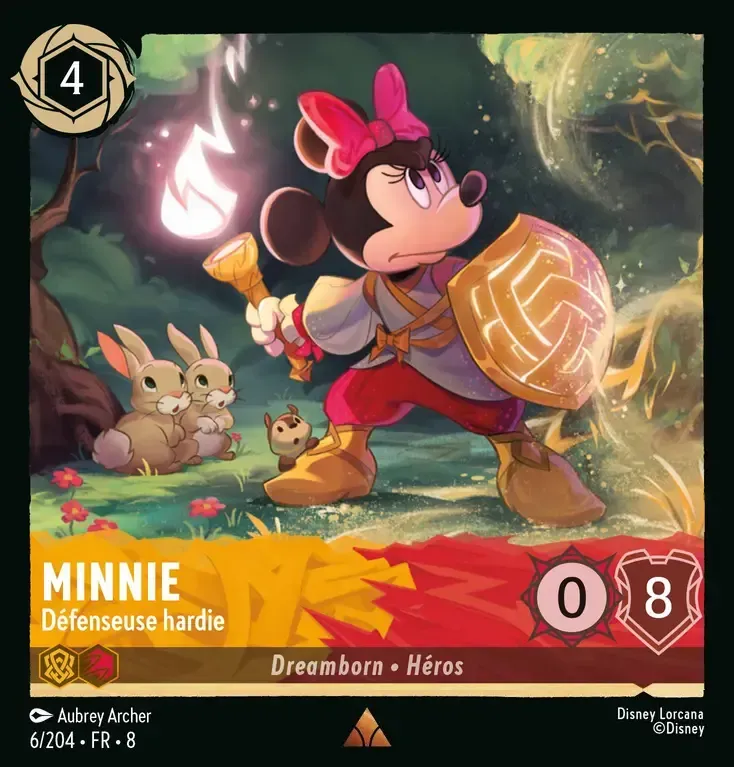 4
MINNIE
Défenseuse hardie
0
8
Dreamborn • Héros
Aubrey Archer
6/204 • FR • 8
Disney Lorcana
©Disney